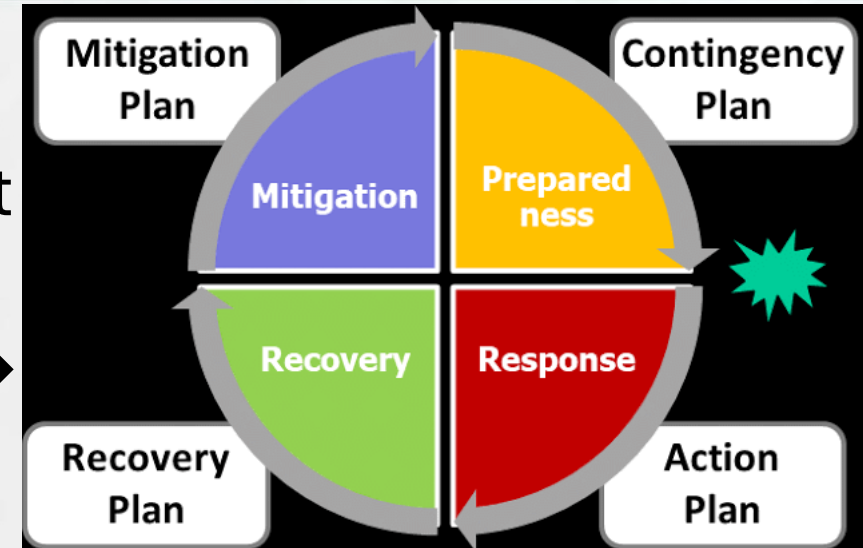 Mitigation
Plan
Contingency
Plan
t
Mitigation
Prepared
ness
Recovery
Response
Recovery
Plan
Action
Plan